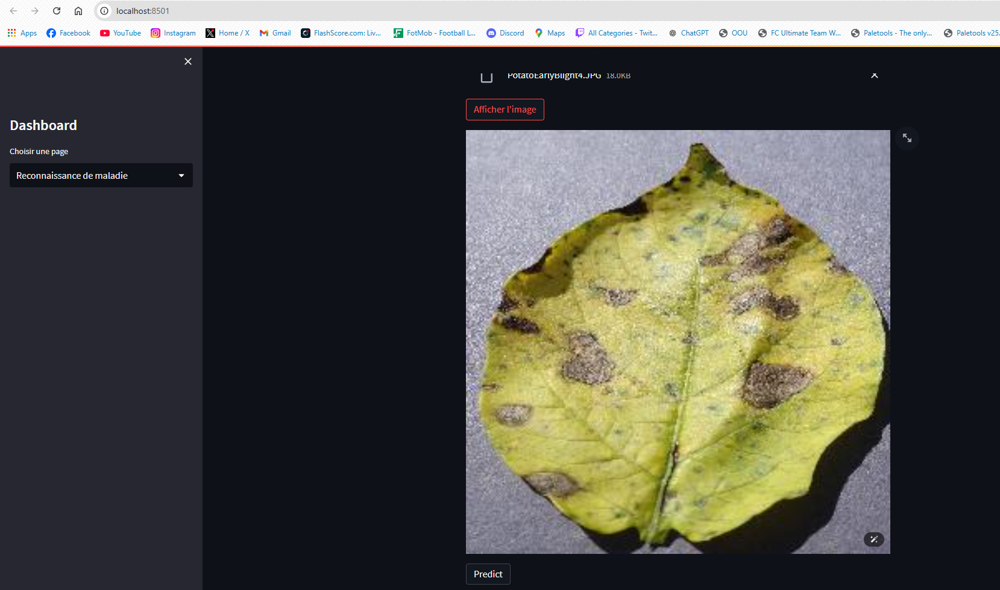 localhost:8501
Apps Facebook YouTube Instagram Home / X Gmail FlashScore.com: Liv... FotMob - Football L... Discord Maps All Categories - Twit... ChatGPT OOU FC Ultimate Team W... Paletools - The only... Paletools v25.
PotatoEarlyBlight4.JPG 18.0KB
Afficher l'image
Dashboard
Choisir une page
Reconnaissance de maladie
Predict